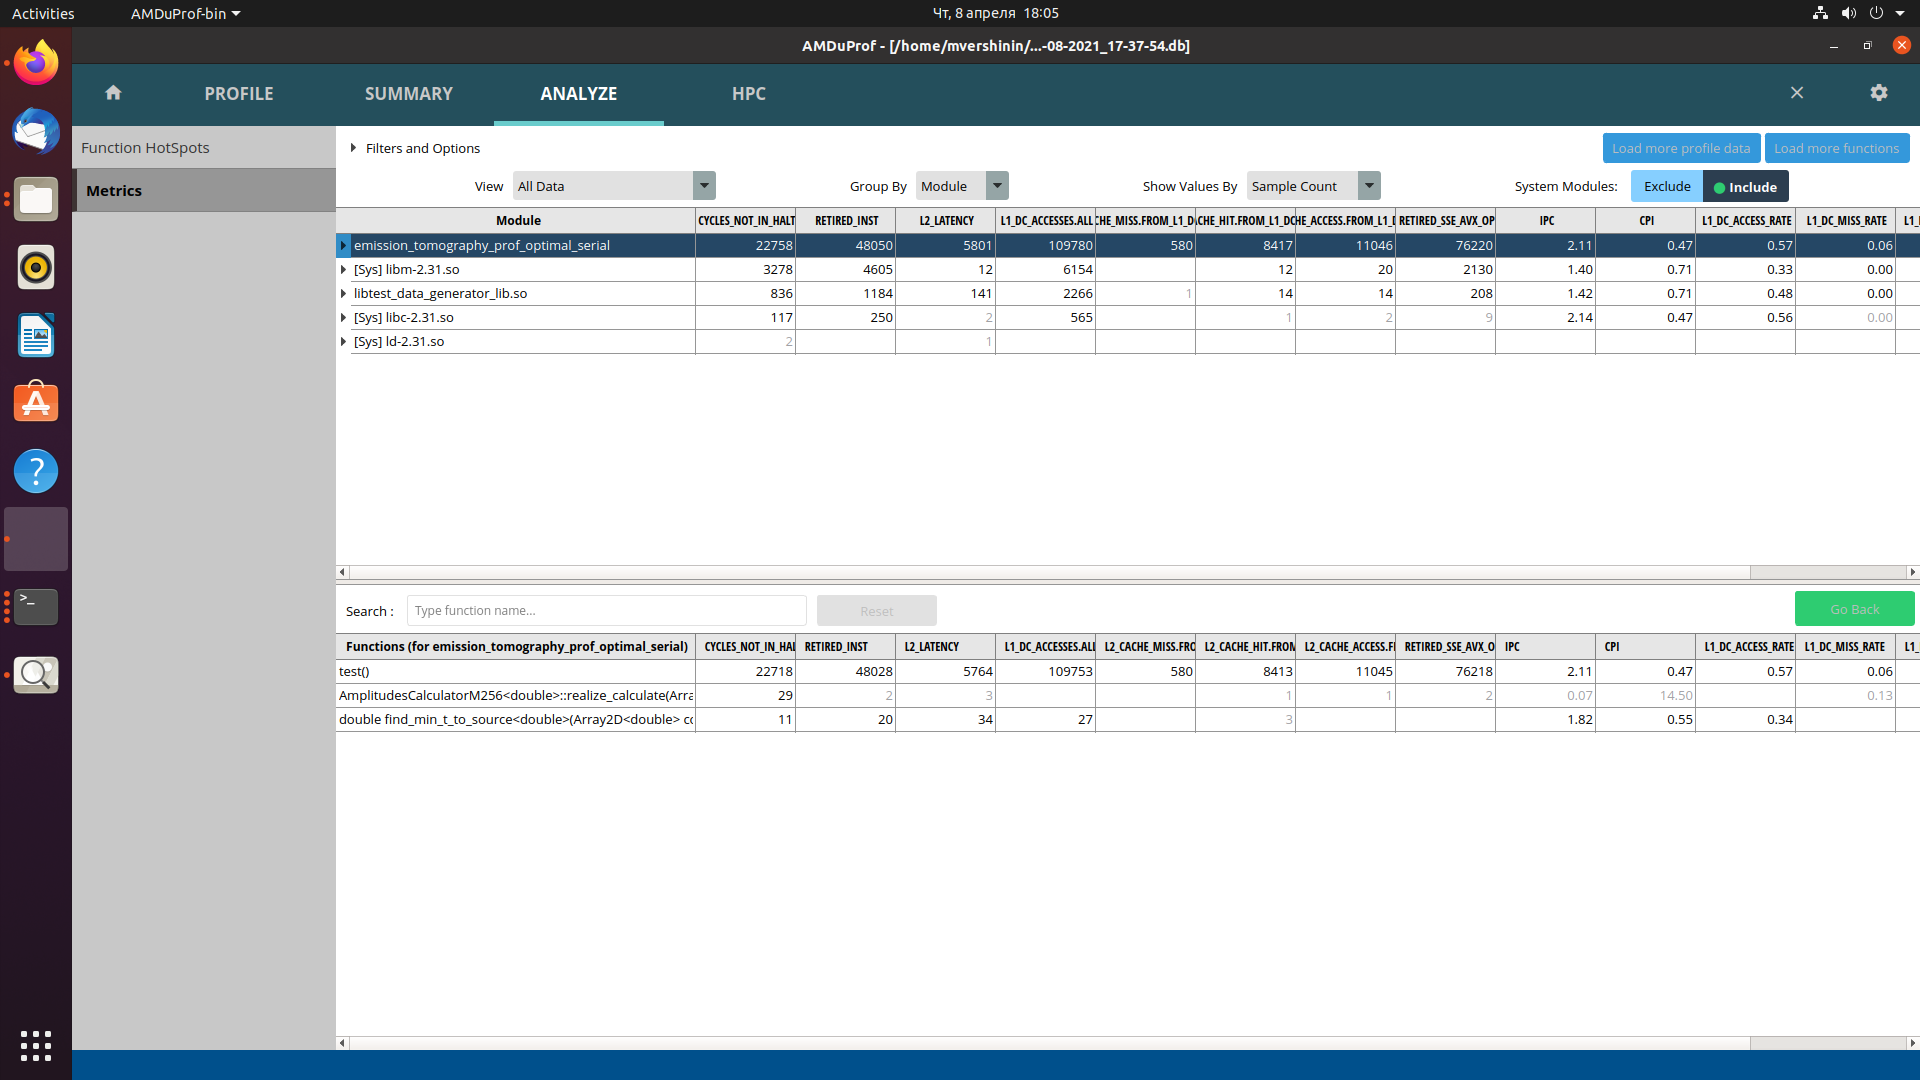 Activities
AMDuProf-bin
Чт, 8 апреля 18:05
AMDuProf - [/home/mvershinin/...-08-2021_17-37-54.db]
PROFILE SUMMARY ANALYZE HPC
Function HotSpots
Metrics
Filters and Options
Load more profile data
Load more functions
View All Data Group By Module Show Values By Sample Count System Modules: Exclude Include
Module CYCLES_NOT_IN_HALT RETIRED_INST L2_LATENCY L1_DC_ACCESSES.ALL CHE_MISS.FROM_L1_D CHE_HIT.FROM_L1_DC HE_ACCESS.FROM_L1_D RETIRED_SSE_AVX_OP IPC CPI L1_DC_ACCESS_RATE L1_DC_MISS_RATE L1_
emission_tomography_prof_optimal_serial 22758 48050 5801 109780 580 8417 11046 76220 2.11 0.47 0.57 0.06
[Sys] libm-2.31.so 3278 4605 12 6154 12 20 2130 1.40 0.71 0.33 0.00
libtest_data_generator_lib.so 836 1184 141 2266 1 14 14 208 1.42 0.71 0.48 0.00
[Sys] libc-2.31.so 117 250 2 565 1 2 9 2.14 0.47 0.56 0.00
[Sys] ld-2.31.so 2 1
Search : Type function name... Reset Go Back
Functions (for emission_tomography_prof_optimal_serial) CYCLES_NOT_IN_HAL RETIRED_INST L2_LATENCY L1_DC_ACCESSES.ALL L2_CACHE_MISS.FRO L2_CACHE_HIT.FROM L2_CACHE_ACCESS.F RETIRED_SSE_AVX_O IPC CPI L1_DC_ACCESS_RATE L1_DC_MISS_RATE L1_
test() 22718 48028 5764 109753 580 8413 11045 76218 2.11 0.47 0.57 0.06
AmplitudesCalculatorM256<double>::realize_calculate(Arra 29 2 3 1 1 2 0.07 14.50 0.13
double find_min_t_to_source<double>(Array2D<double> cc 11 20 34 27 3 1.82 0.55 0.34